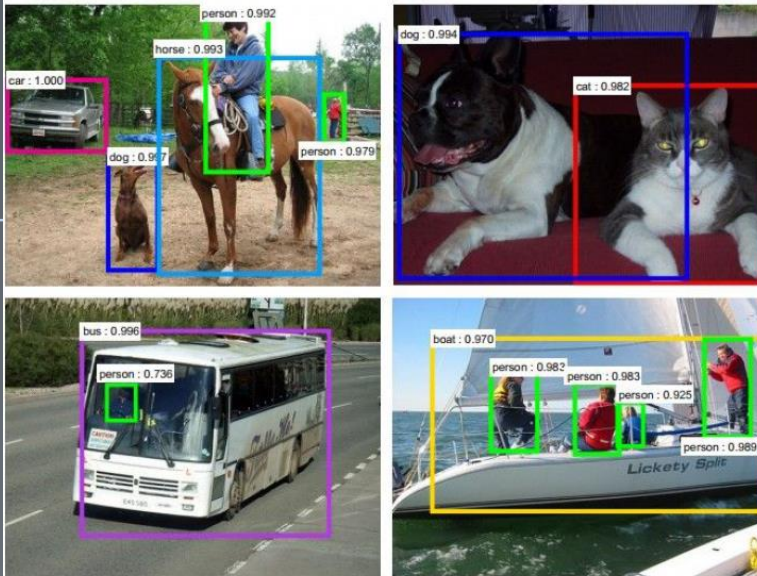 person : 0.992
horse : 0.993
car : 1.000
dog : 0.997
person : 0.979
dog : 0.994
cat : 0.982
bus : 0.996
person : 0.736
CAUTION
boat : 0.970
person : 0.983
person : 0.983
person : 0.925
person : 0.989
Lickety Split